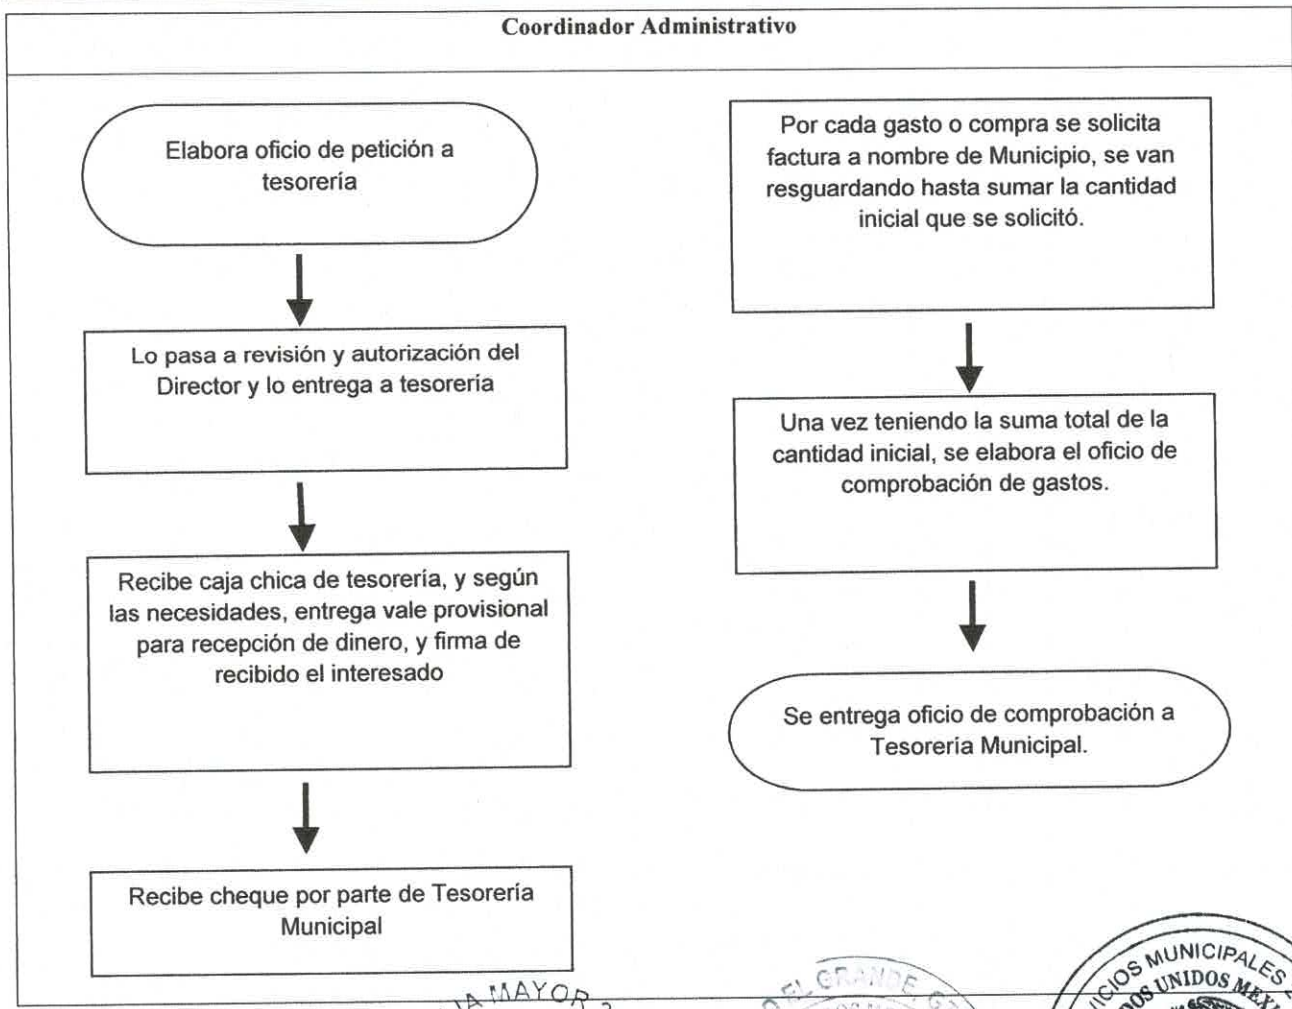 Coordinador Administrativo
Elabora oficio de petición a
tesorería
Lo pasa a revisión y autorización del
Director y lo entrega a tesorería
Recibe caja chica de tesorería, y según
las necesidades, entrega vale provisional
para recepción de dinero, y firma de
recibido el interesado
Recibe cheque por parte de Tesorería
Municipal
Por cada gasto o compra se solicita
factura a nombre de Municipio, se van
resguardando hasta sumar la cantidad
inicial que se solicitó.
Una vez teniendo la suma total de la
cantidad inicial, se elabora el oficio de
comprobación de gastos.
Se entrega oficio de comprobación a
Tesorería Municipal.
MAYOR
EL GRANDE, G
MUNICIPALES
UNIDOS